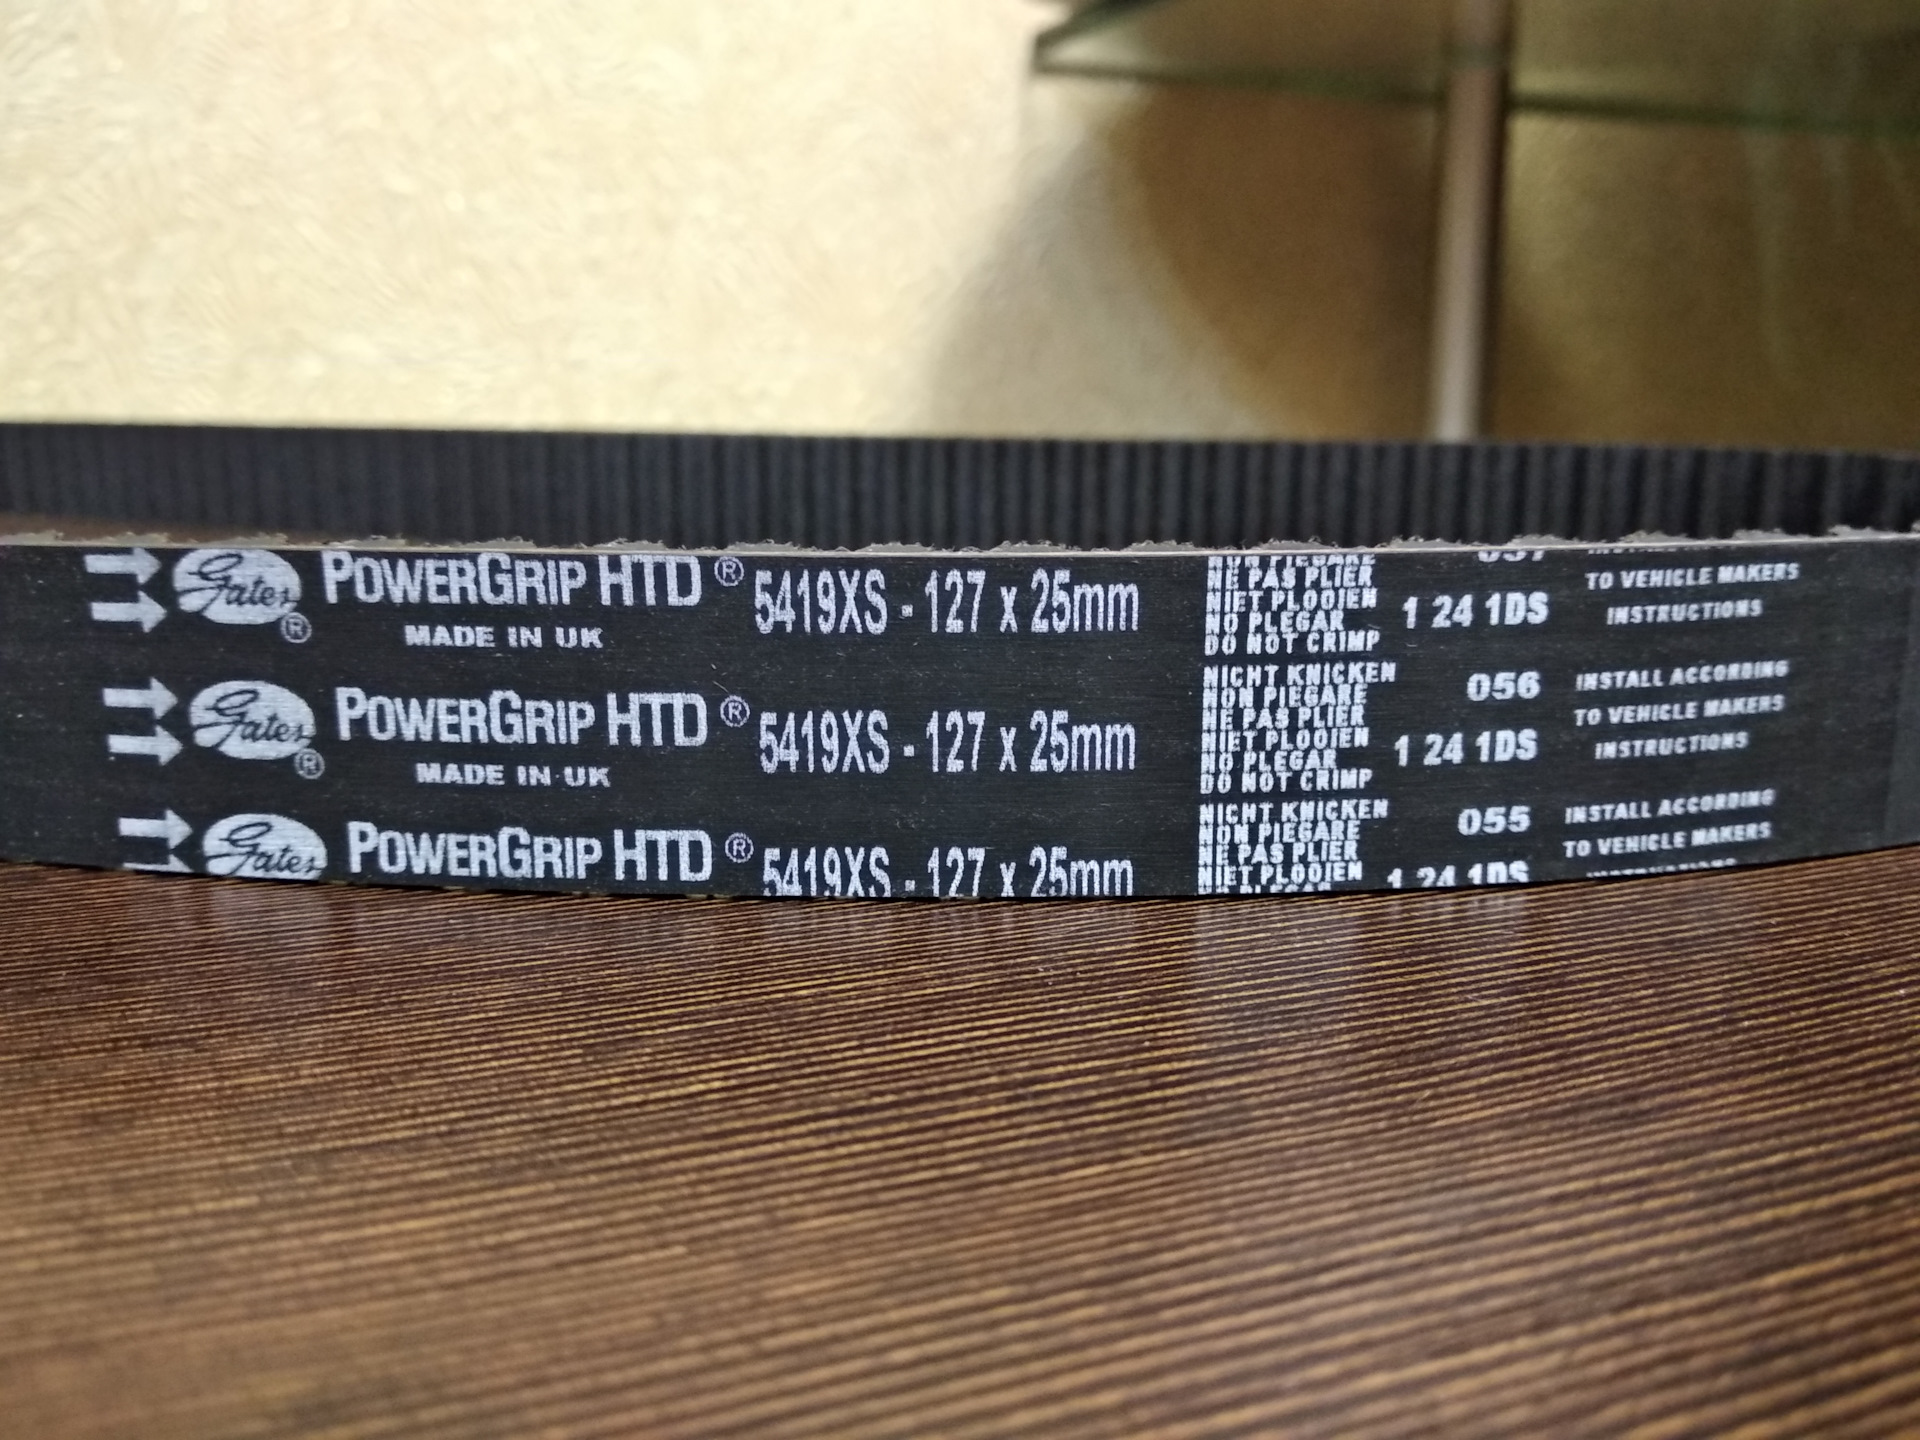 Gates ® POWERGRIP HTD ® 5419XS - 127 x 25mm
MADE IN UK
NON PIEGARE
NE PAS PLIER
NIET PLOOIEN
NO PLEGAR
DO NOT CRIMP
057
1 24 1DS
TO VEHICLE MAKERS
INSTRUCTIONS
Gates ® POWERGRIP HTD ® 5419XS - 127 x 25mm
MADE IN UK
NICHT KNICKEN
NON PIEGARE
NE PAS PLIER
NIET PLOOIEN
NO PLEGAR
DO NOT CRIMP
056
1 24 1DS
INSTALL ACCORDING
TO VEHICLE MAKERS
INSTRUCTIONS
Gates POWERGRIP HTD ® 5419XS - 127 x 25mm
NICHT KNICKEN
NON PIEGARE
NE PAS PLIER
NIET PLOOIEN
055
1 24 1DS
INSTALL ACCORDING
TO VEHICLE MAKERS